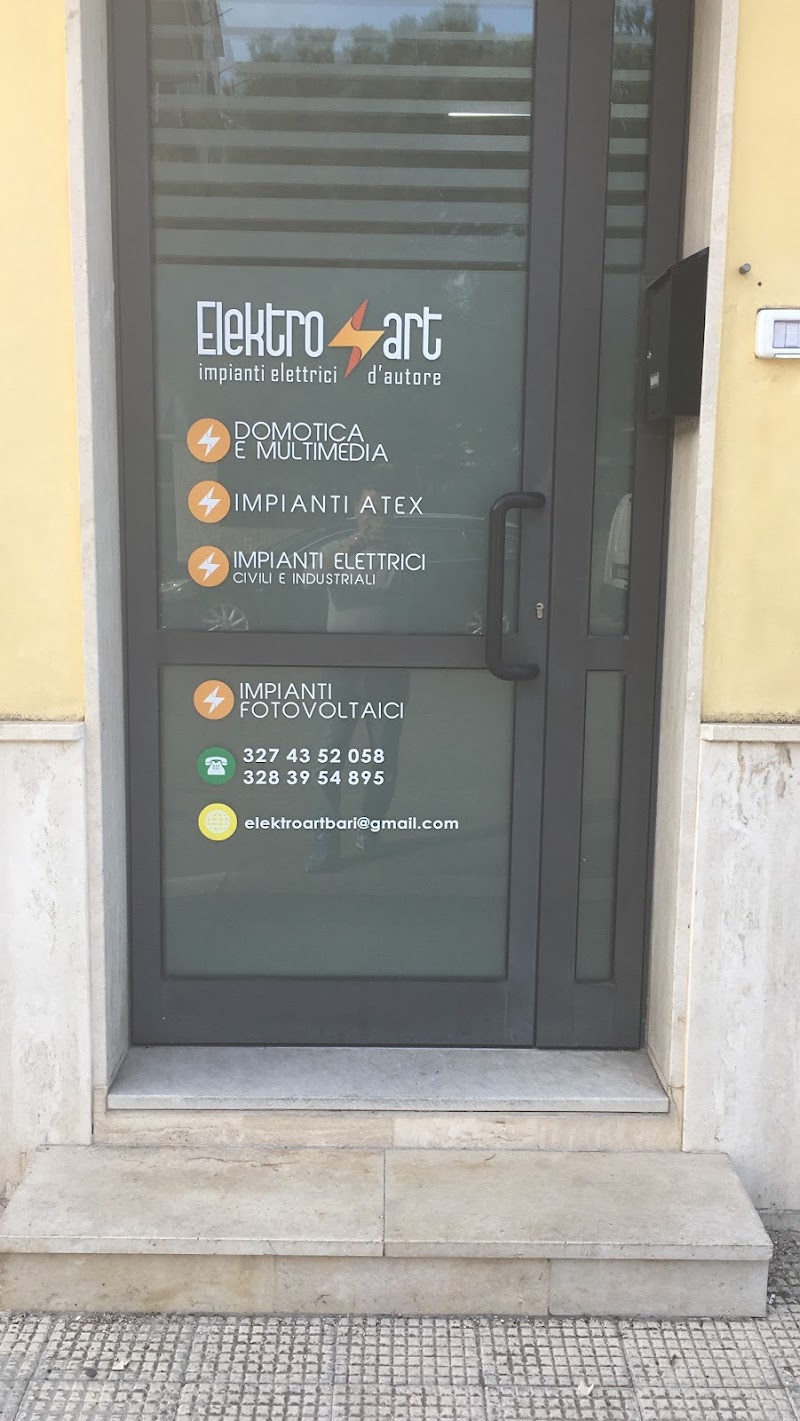 Elektro art
impianti elettrici d'autore
DOMOTICA
E MULTIMEDIA
IMPIANTI ATEX
IMPIANTI ELETTRICI
CIVILI E INDUSTRIALI
IMPIANTI
FOTOVOLTAICI
327 43 52 058
328 39 54 895
elektroartbari@gmail.com